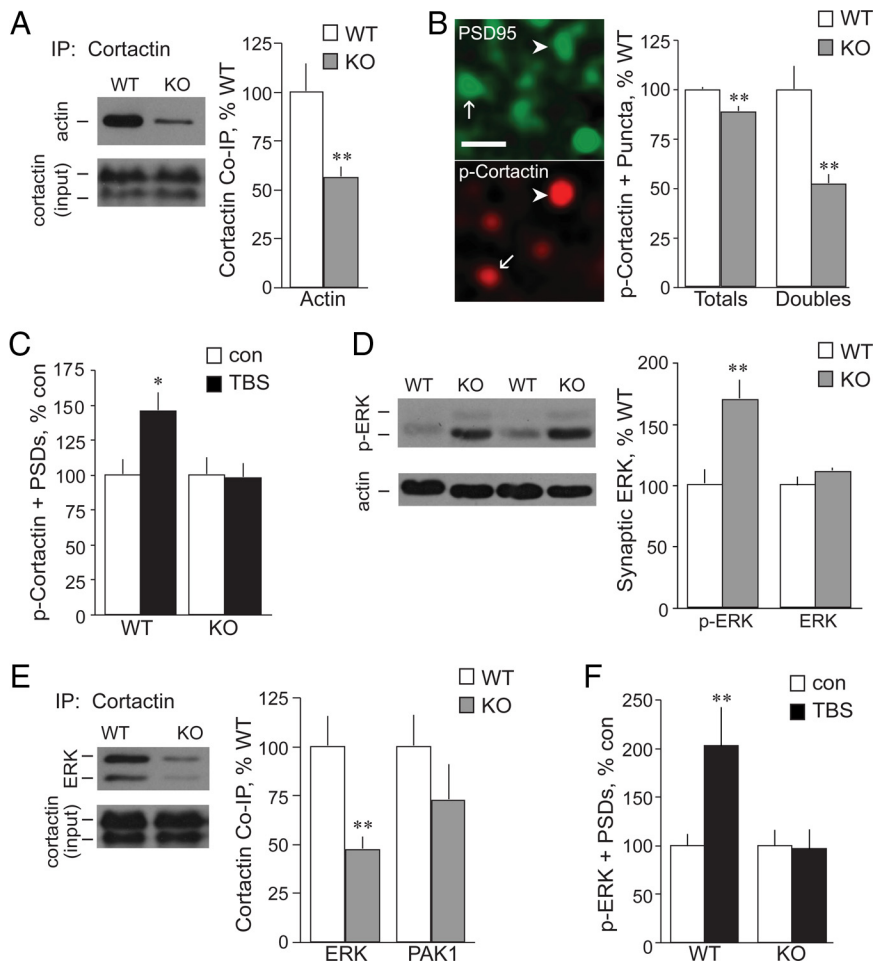 A
IP: Cortactin
WT KO
actin
cortactin
(input)
Cortactin Co-IP, % WT
125
100
75
50
25
0
WT
KO
**
Actin
B
PSD95
p-Cortactin
p-Cortactin + Puncta, % WT
125
100
75
50
25
0
WT
KO
**
**
Totals Doubles
C
p-Cortactin + PSDs, % con
175
150
125
100
75
50
25
0
con
TBS
*
WT KO
D
WT KO WT KO
p-ERK
actin
Synaptic ERK, % WT
200
150
100
50
0
WT
KO
**
p-ERK ERK
E
IP: Cortactin
WT KO
ERK
cortactin
(input)
Cortactin Co-IP, % WT
125
100
75
50
25
0
WT
KO
**
ERK PAK1
F
p-ERK + PSDs, % con
250
200
150
100
50
0
con
TBS
**
WT KO